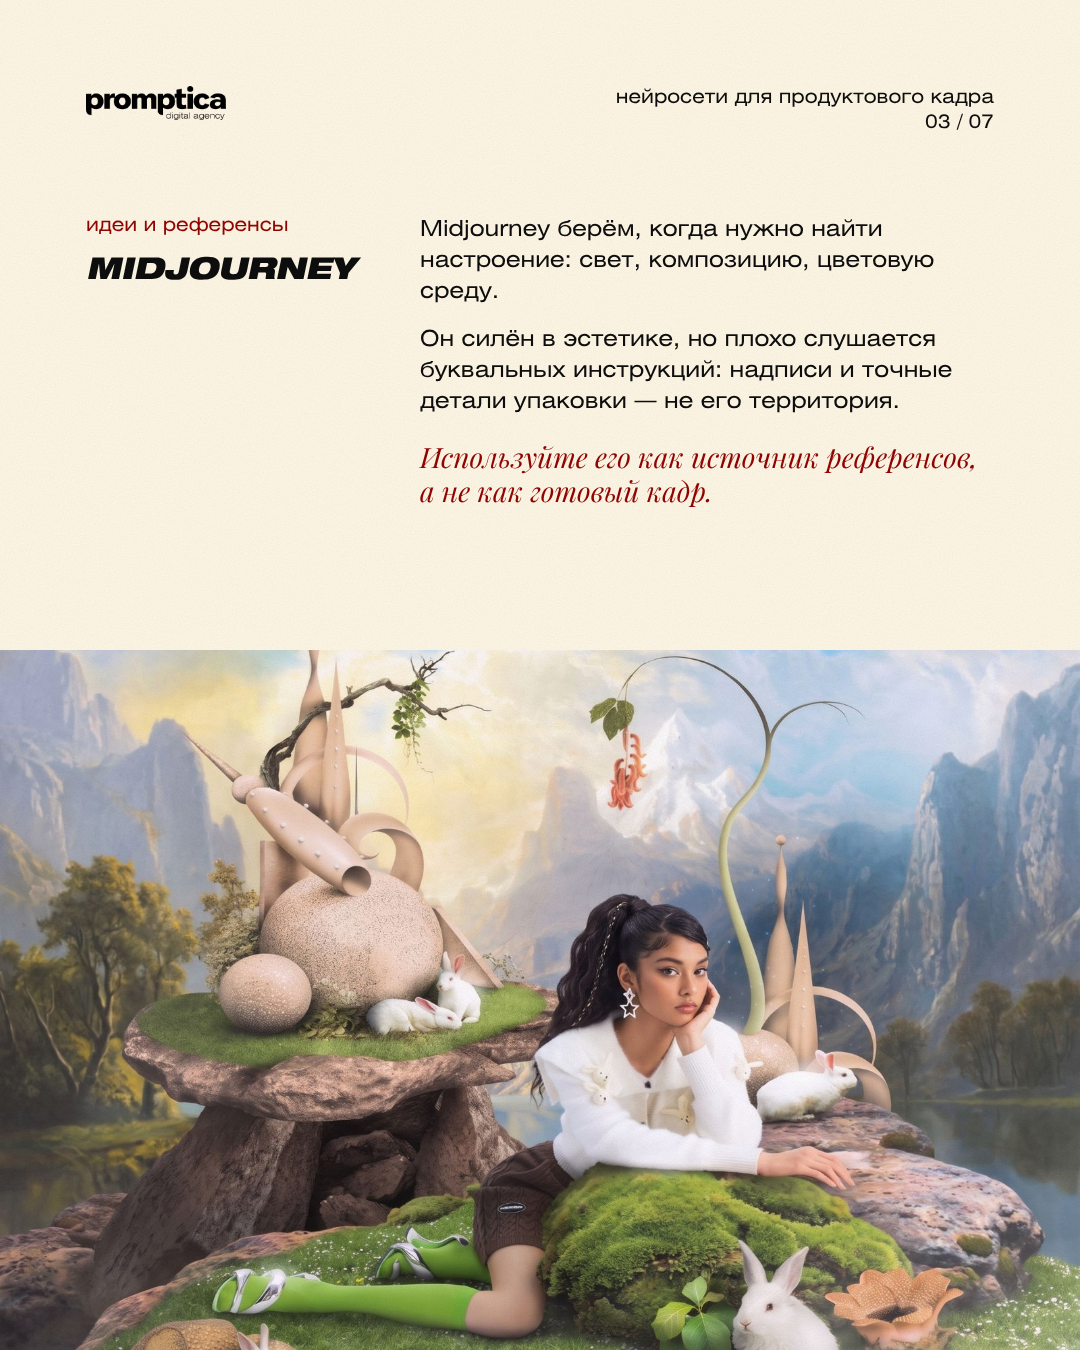 promptica
digital agency
нейросети для продуктового кадра
03 / 07
идеи и референсы
MIDJOURNEY
Midjourney берём, когда нужно найти
настроение: свет, композицию, цветовую
среду.
Он силён в эстетике, но плохо слушается
буквальных инструкций: надписи и точные
детали упаковки — не его территория.
Используйте его как источник референсов,
а не как готовый кадр.